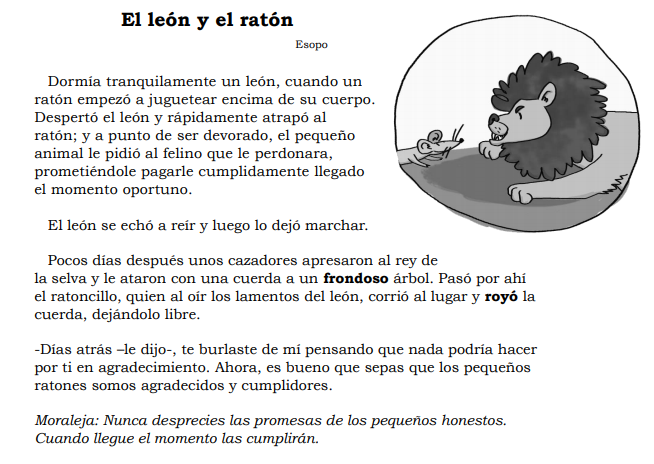 El león y el ratón
Esopo
Dormía tranquilamente un león, cuando un
ratón empezó a juguetear encima de su cuerpo.
Despertó el león y rápidamente atrapó al
ratón; y a punto de ser devorado, el pequeño
animal le pidió al felino que le perdonara,
prometiéndole pagarle cumplidamente llegado
el momento oportuno.
El león se echó a reír y luego lo dejó marchar.
Pocos días después unos cazadores apresaron al rey de
la selva y le ataron con una cuerda a un frondoso árbol. Pasó por ahí
el ratoncillo, quien al oír los lamentos del león, corrió al lugar y royó la
cuerda, dejándolo libre.
-Días atrás –le dijo-, te burlaste de mí pensando que nada podría hacer
por ti en agradecimiento. Ahora, es bueno que sepas que los pequeños
ratones somos agradecidos y cumplidores.
Moraleja: Nunca desprecies las promesas de los pequeños honestos.
Cuando llegue el momento las cumplirán.